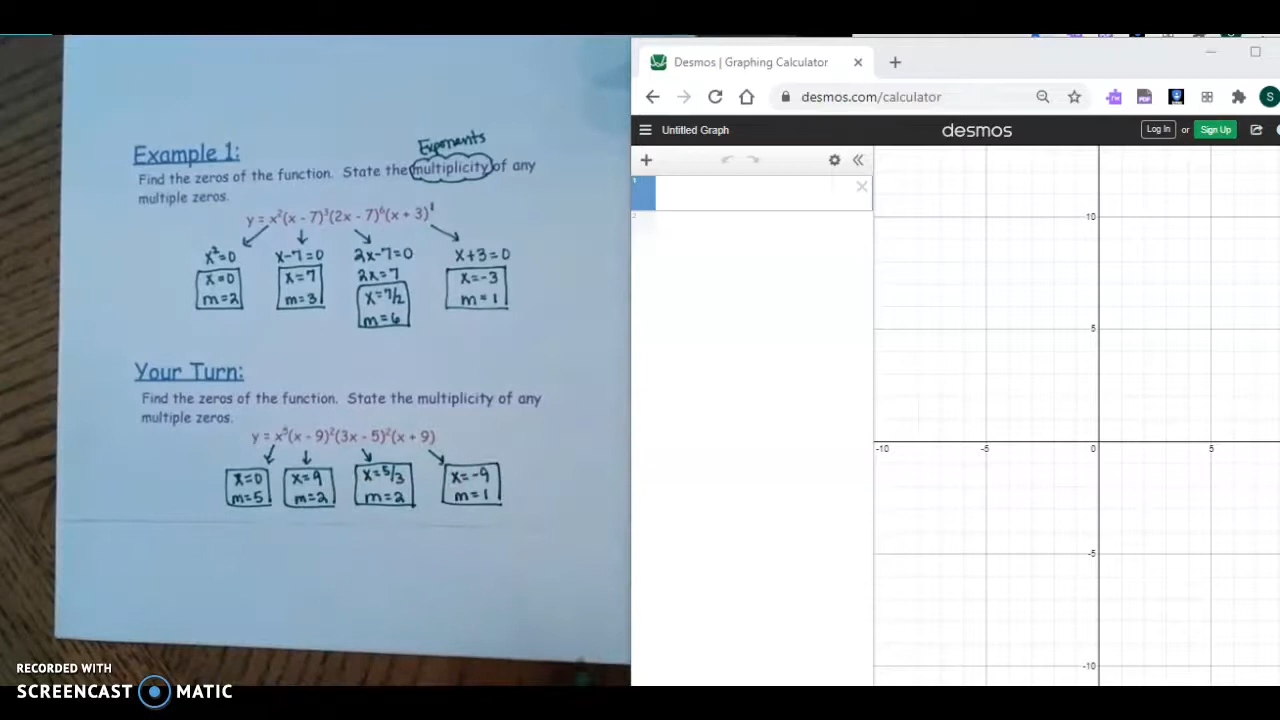 Exponents
Example 1:
Find the zeros of the function. State the multiplicity of any
multiple zeros.
y = x²(x - 7)³(2x - 7)⁶(x + 3)¹
x²=0 x-7=0 2x-7=0 x+3=0
x=0 x=7 2x=7 x=-3
m=2 m=3 x=7/2 m=1
m=6
Your Turn:
Find the zeros of the function. State the multiplicity of any
multiple zeros.
y = x⁵(x - 9)²(3x - 5)²(x + 9)
x=0 x=9 x=5/3 x=-9
m=5 m=2 m=2 m=1
RECORDED WITH
SCREENCAST MATIC
Desmos | Graphing Calculator
desmos.com/calculator
S
Untitled Graph desmos Log In or Sign Up
1
2
10
5
-10 -5 0 5
-5
-10